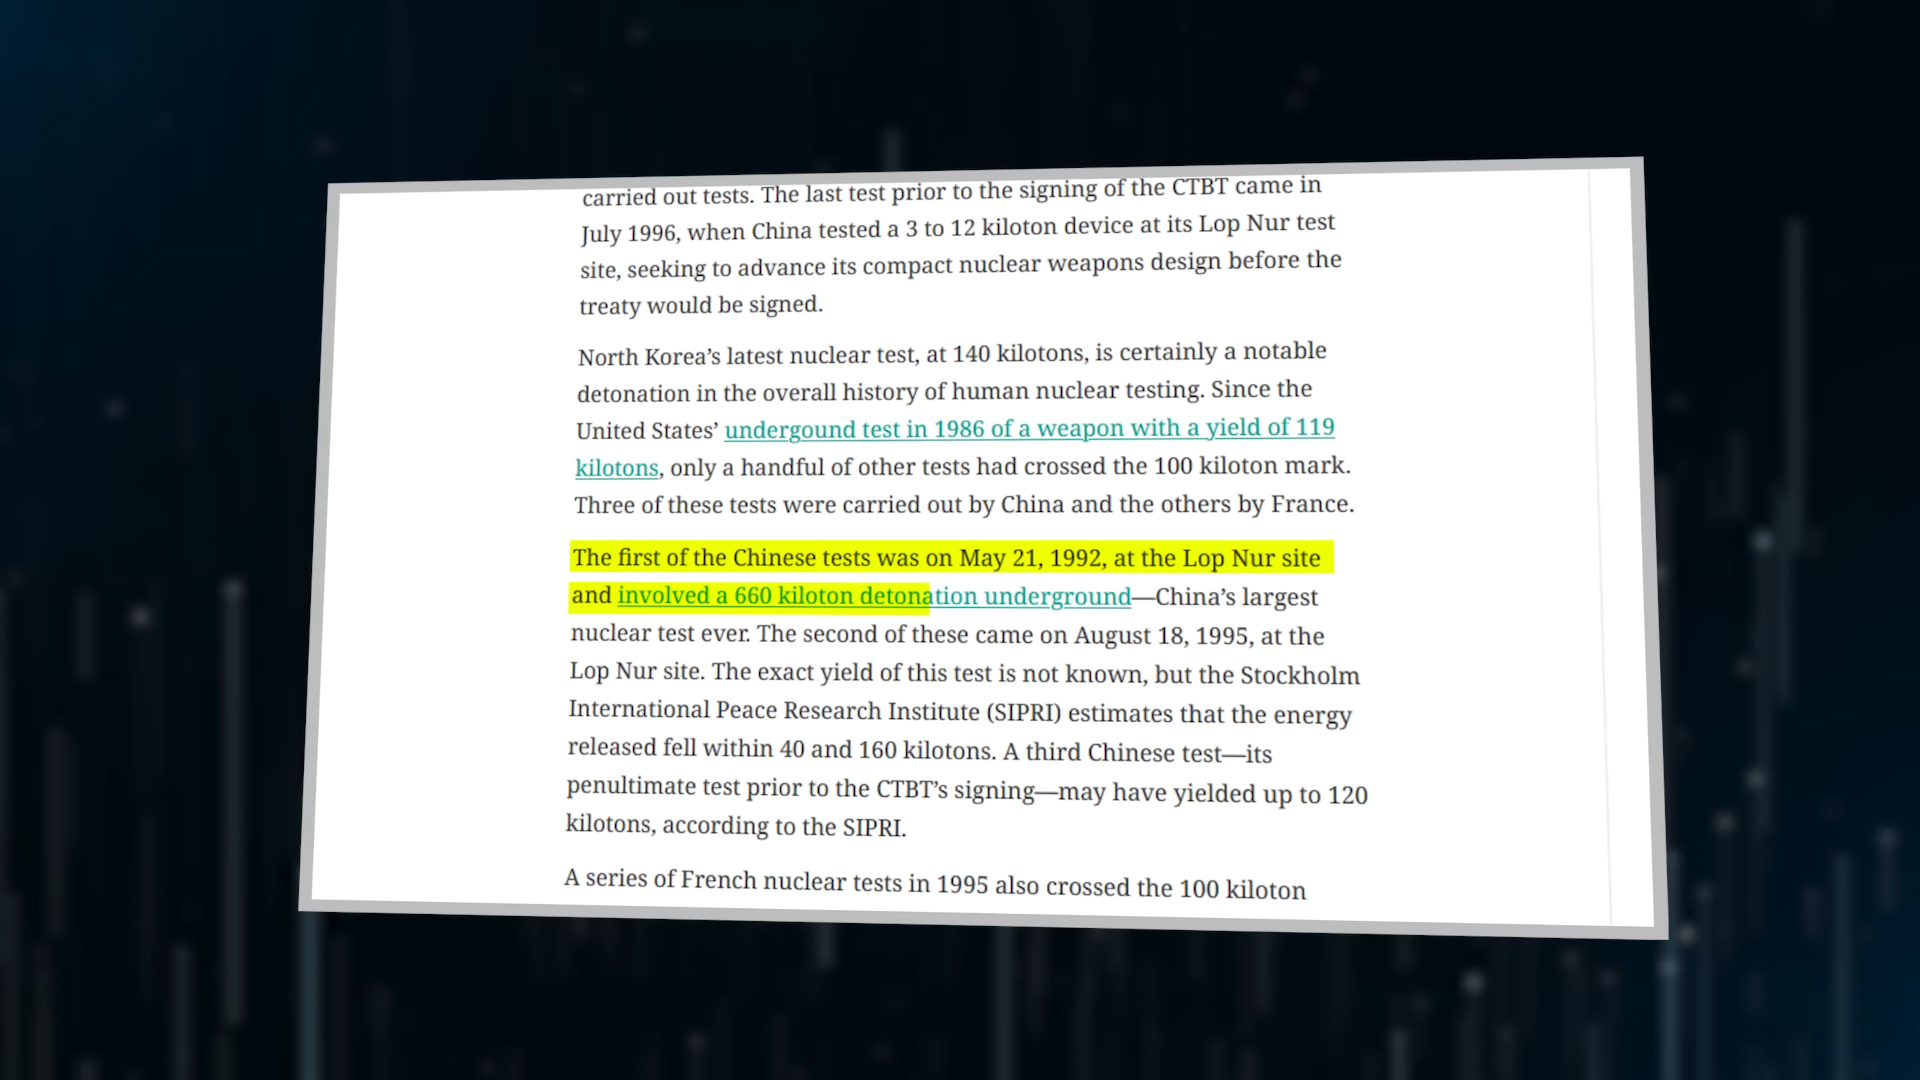 carried out tests. The last test prior to the signing of the CTBT came in
July 1996, when China tested a 3 to 12 kiloton device at its Lop Nur test
site, seeking to advance its compact nuclear weapons design before the
treaty would be signed.
North Korea’s latest nuclear test, at 140 kilotons, is certainly a notable
detonation in the overall history of human nuclear testing. Since the
United States’ undergound test in 1986 of a weapon with a yield of 119
kilotons, only a handful of other tests had crossed the 100 kiloton mark.
Three of these tests were carried out by China and the others by France.
The first of the Chinese tests was on May 21, 1992, at the Lop Nur site
and involved a 660 kiloton detonation underground—China’s largest
nuclear test ever. The second of these came on August 18, 1995, at the
Lop Nur site. The exact yield of this test is not known, but the Stockholm
International Peace Research Institute (SIPRI) estimates that the energy
released fell within 40 and 160 kilotons. A third Chinese test—its
penultimate test prior to the CTBT’s signing—may have yielded up to 120
kilotons, according to the SIPRI.
A series of French nuclear tests in 1995 also crossed the 100 kiloton